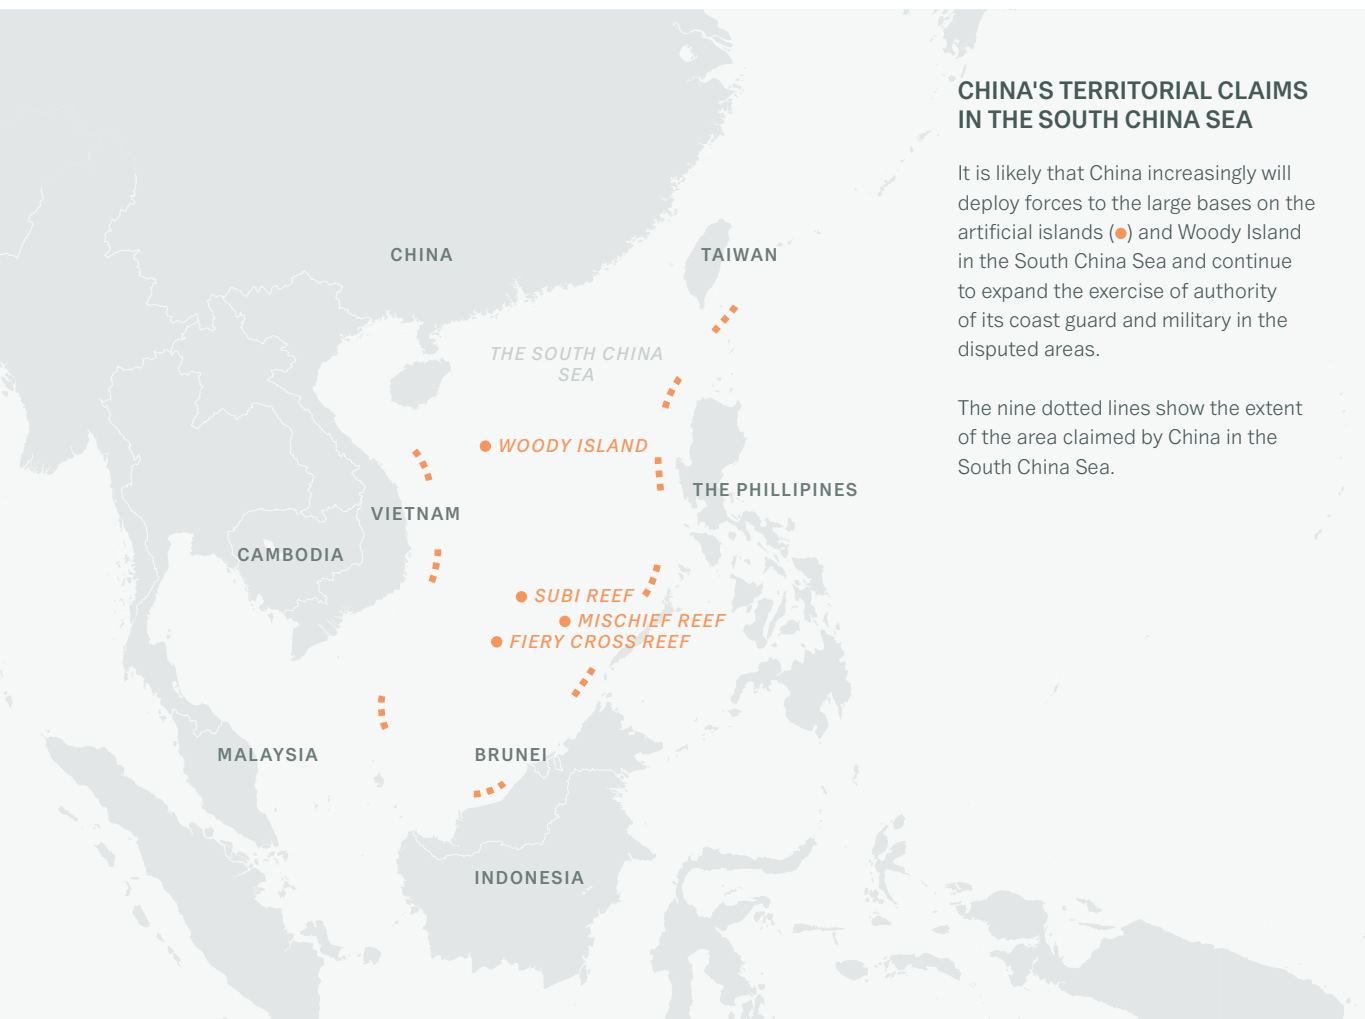 CHINA'S TERRITORIAL CLAIMS
IN THE SOUTH CHINA SEA
It is likely that China increasingly will
deploy forces to the large bases on the
artificial islands (●) and Woody Island
in the South China Sea and continue
to expand the exercise of authority
of its coast guard and military in the
disputed areas.
The nine dotted lines show the extent
of the area claimed by China in the
South China Sea.
CHINA
TAIWAN
THE SOUTH CHINA
SEA
WOODY ISLAND
THE PHILLIPINES
VIETNAM
CAMBODIA
SUBI REEF
MISCHIEF REEF
FIERY CROSS REEF
MALAYSIA
BRUNEI
INDONESIA